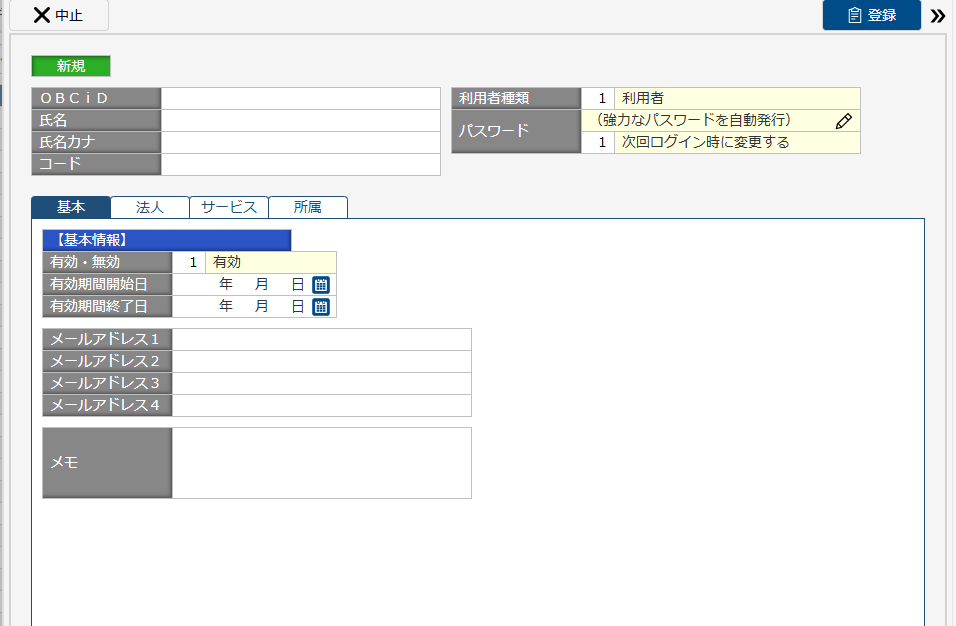 中止
登録
新規
ＯＢＣｉＤ
氏名
氏名カナ
コード
利用者種類 1 利用者
パスワード (強力なパスワードを自動発行)
1 次回ログイン時に変更する
基本 法人 サービス 所属
【基本情報】
有効・無効 1 有効
有効期間開始日 年 月 日
有効期間終了日 年 月 日
メールアドレス１
メールアドレス２
メールアドレス３
メールアドレス４
メモ